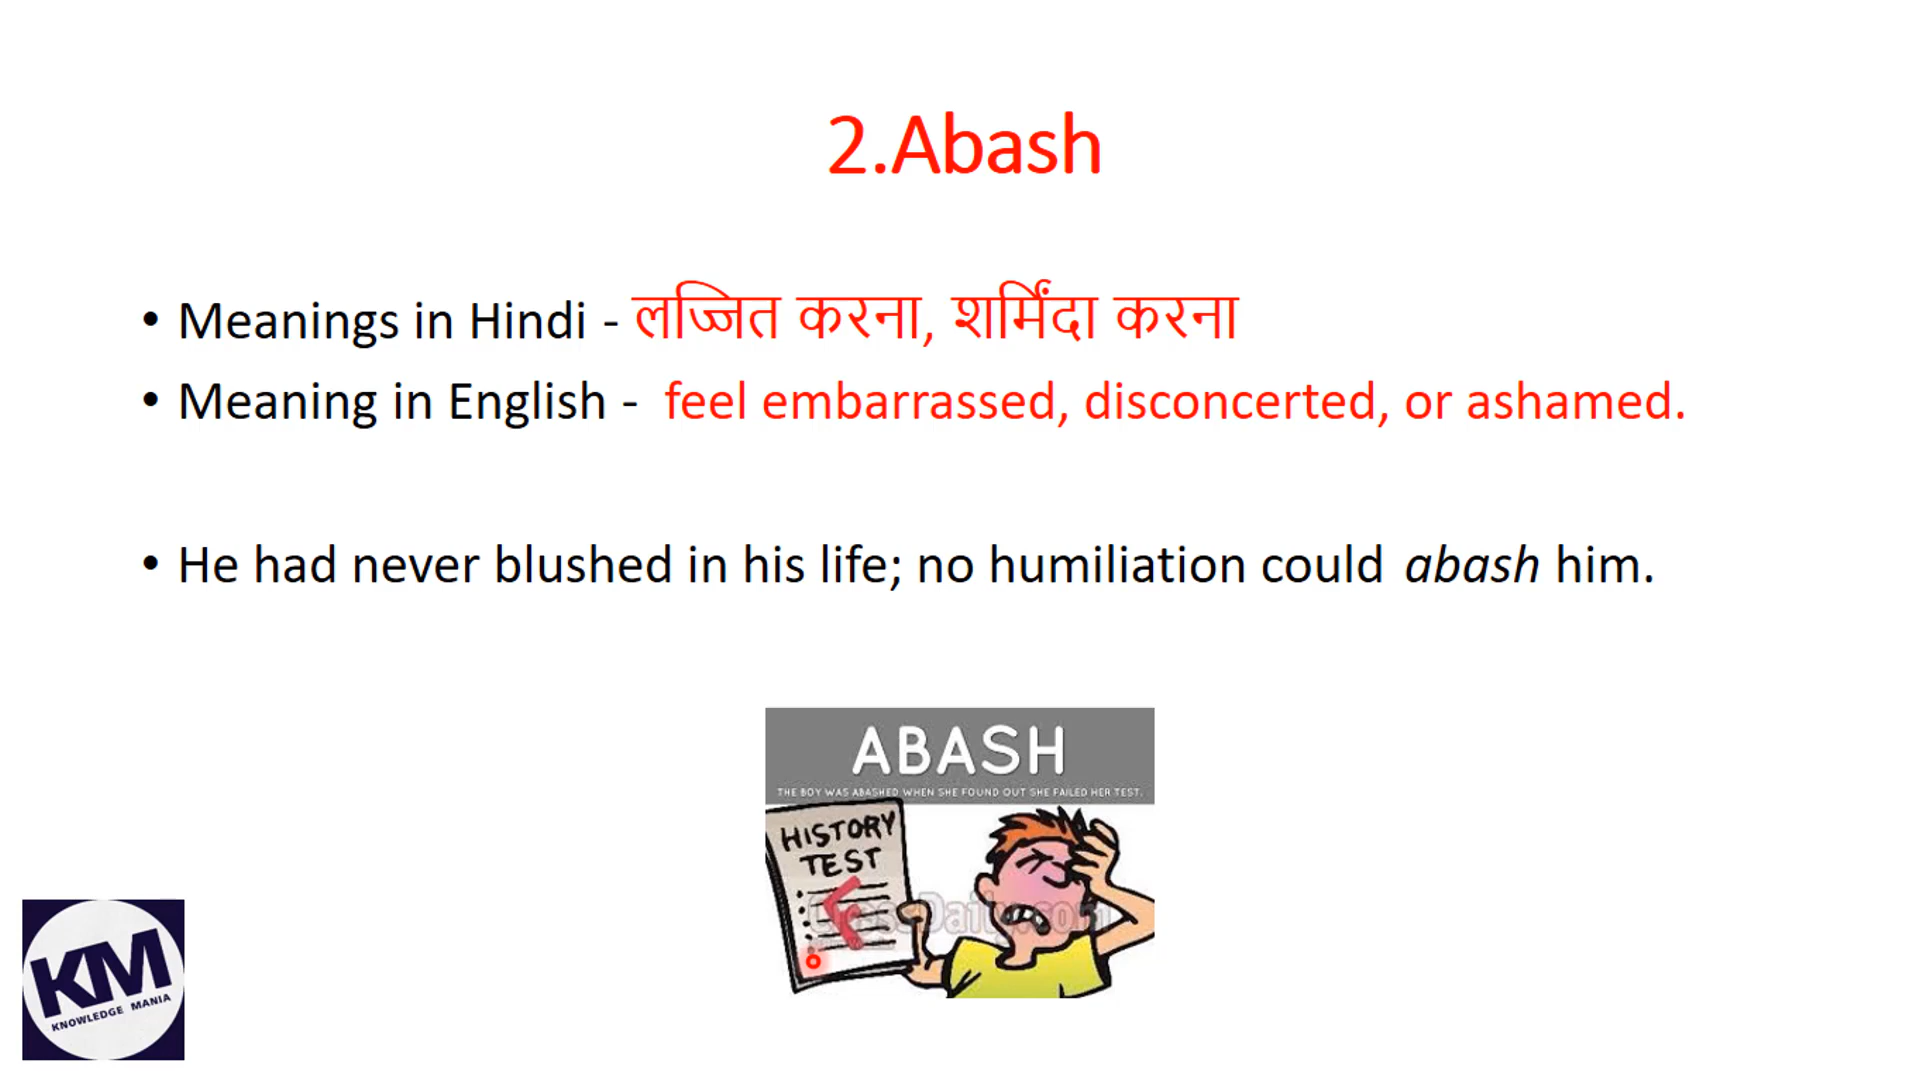 2.Abash
• Meanings in Hindi - लज्जित करना, शर्मिंदा करना
• Meaning in English - feel embarrassed, disconcerted, or ashamed.
• He had never blushed in his life; no humiliation could abash him.
ABASH
THE BOY WAS ABASHED WHEN SHE FOUND OUT SHE FAILED HER TEST.
HISTORY
TEST
KM
KNOWLEDGE MANIA